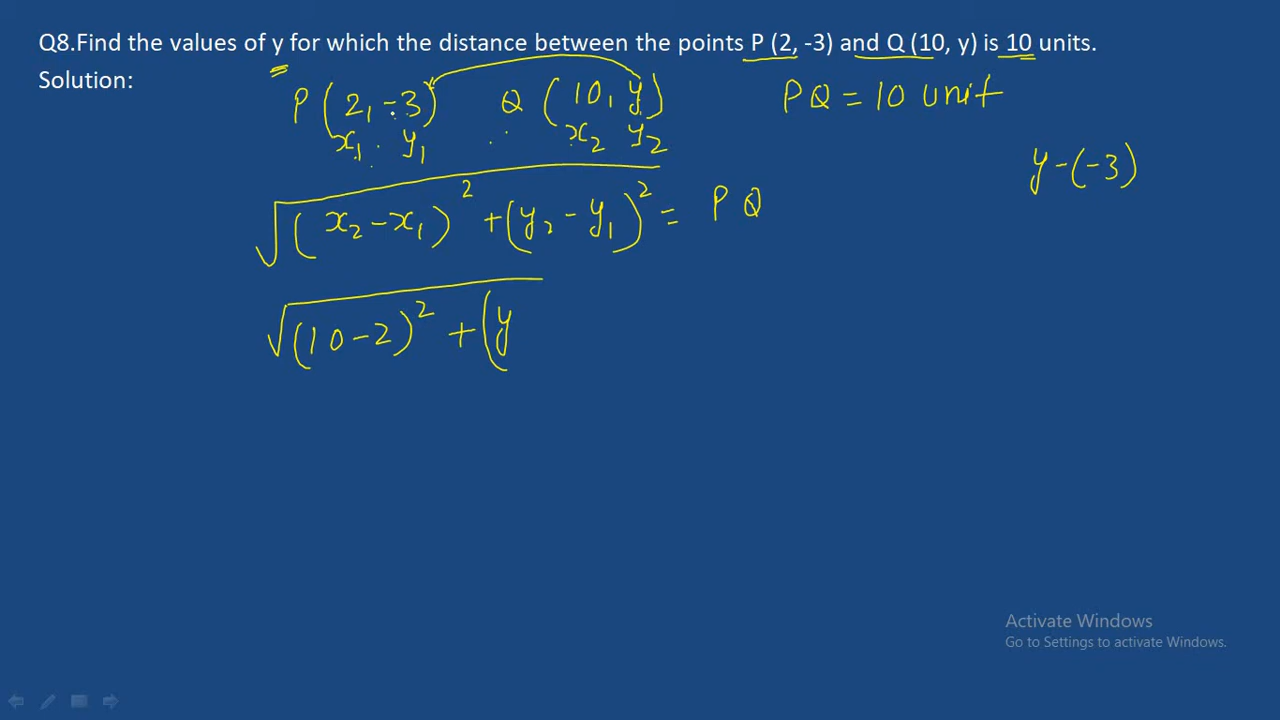 Q8.Find the values of y for which the distance between the points P (2, -3) and Q (10, y) is 10 units.
Solution:
P (2, -3) Q (10, y) PQ = 10 unit
x₁ y₁ x₂ y₂
y-(-3)
√(x₂-x₁)² +(y₂-y₁)² = PQ
√(10-2)² + (y
Activate Windows
Go to Settings to activate Windows.